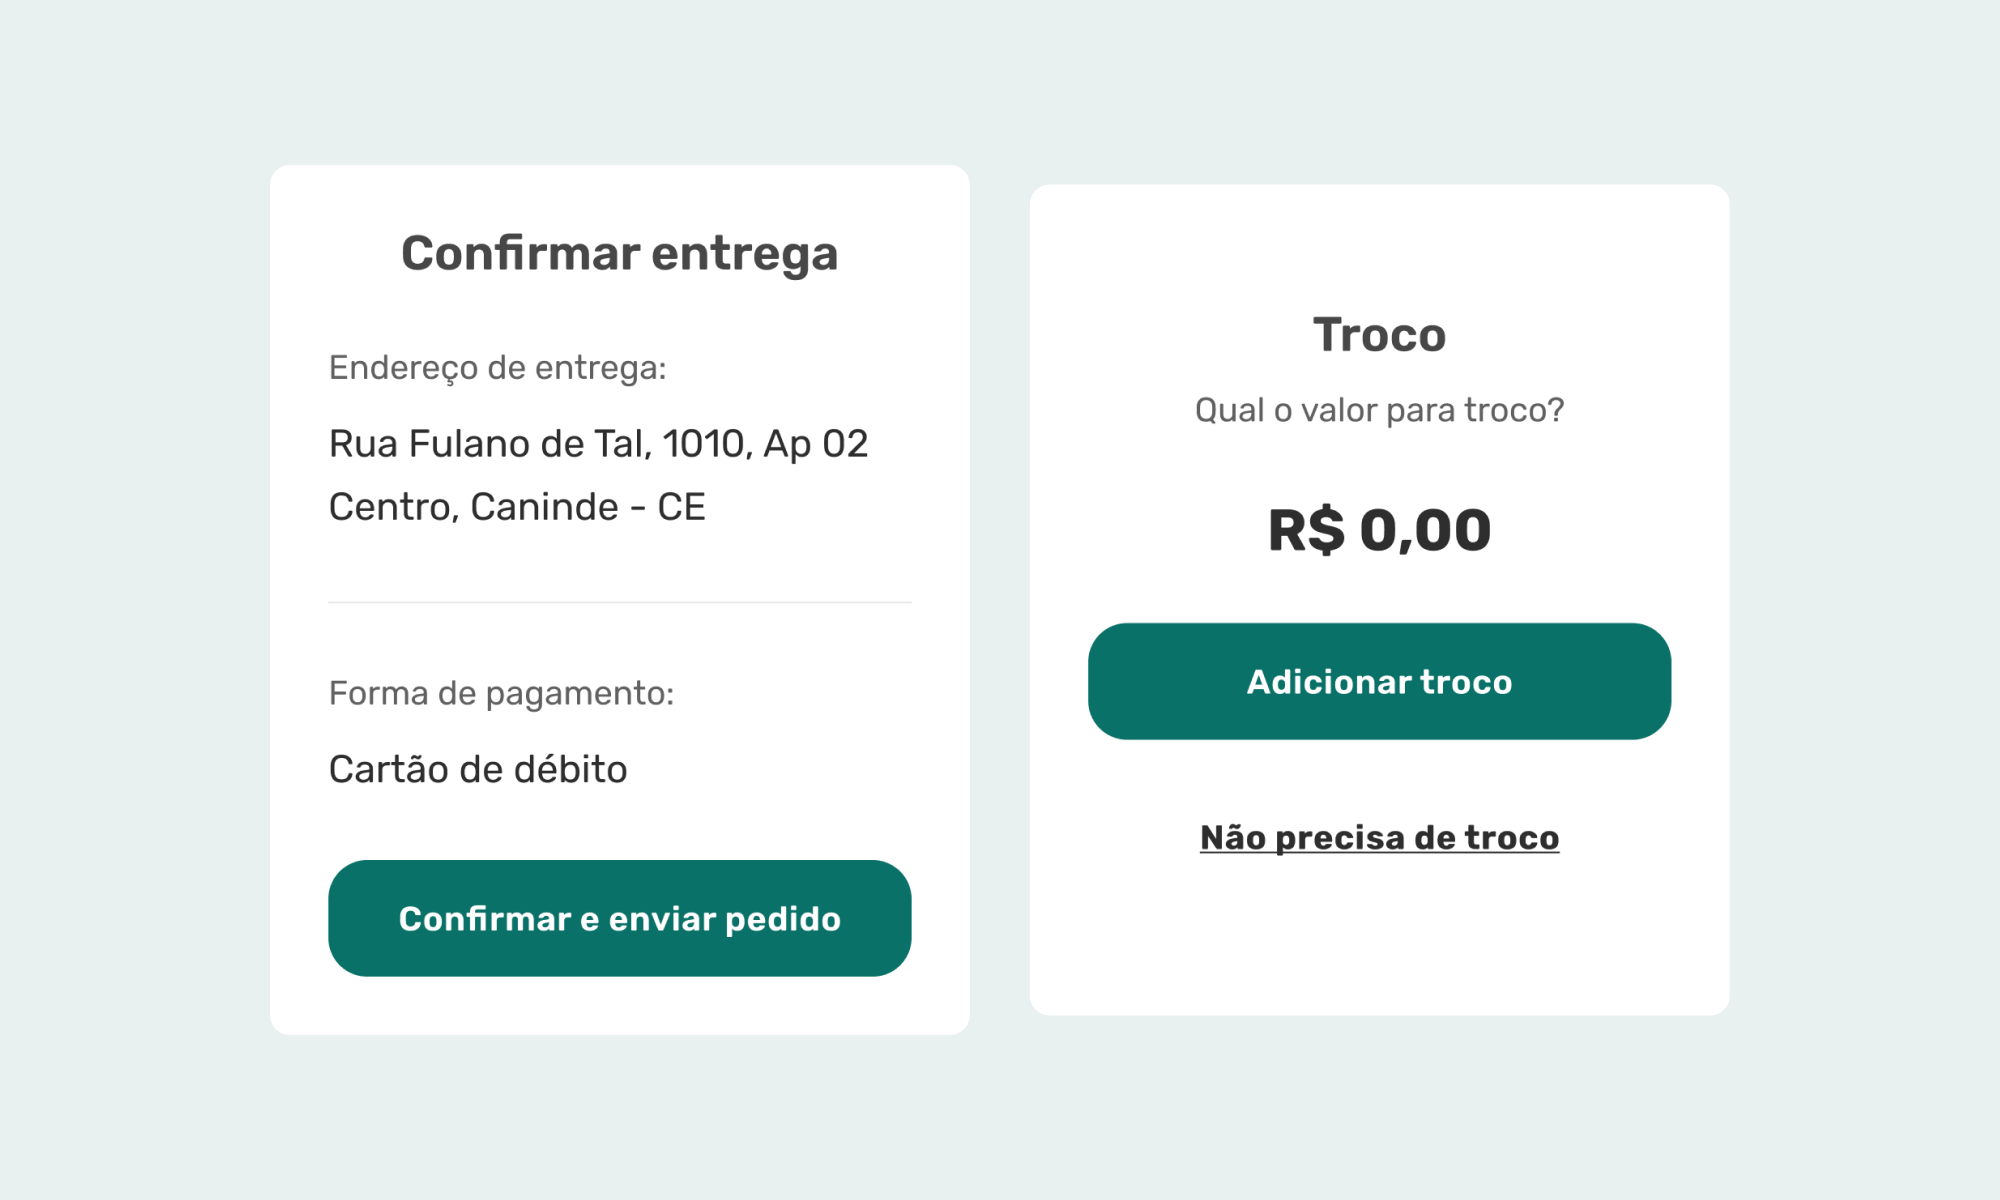 Confirmar entrega
Endereço de entrega:
Rua Fulano de Tal, 1010, Ap 02
Centro, Caninde - CE
Forma de pagamento:
Cartão de débito
Confirmar e enviar pedido
Troco
Qual o valor para troco?
R$ 0,00
Adicionar troco
Não precisa de troco